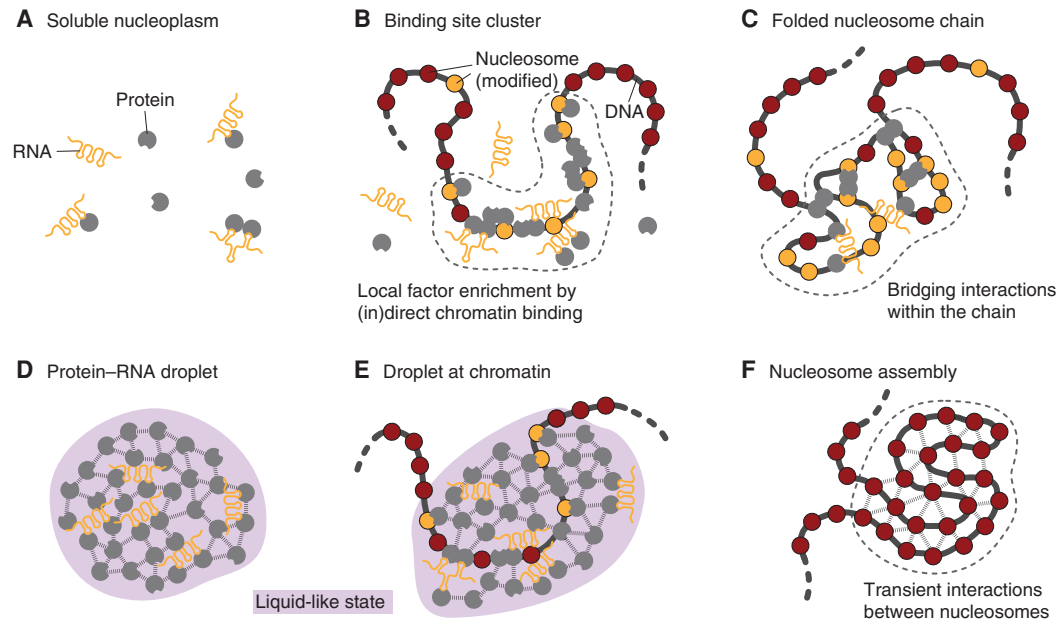 A Soluble nucleoplasm
Protein
RNA
B Binding site cluster
Nucleosome
(modified)
DNA
Local factor enrichment by
(in)direct chromatin binding
C Folded nucleosome chain
Bridging interactions
within the chain
D Protein–RNA droplet
Liquid-like state
E Droplet at chromatin
F Nucleosome assembly
Transient interactions
between nucleosomes